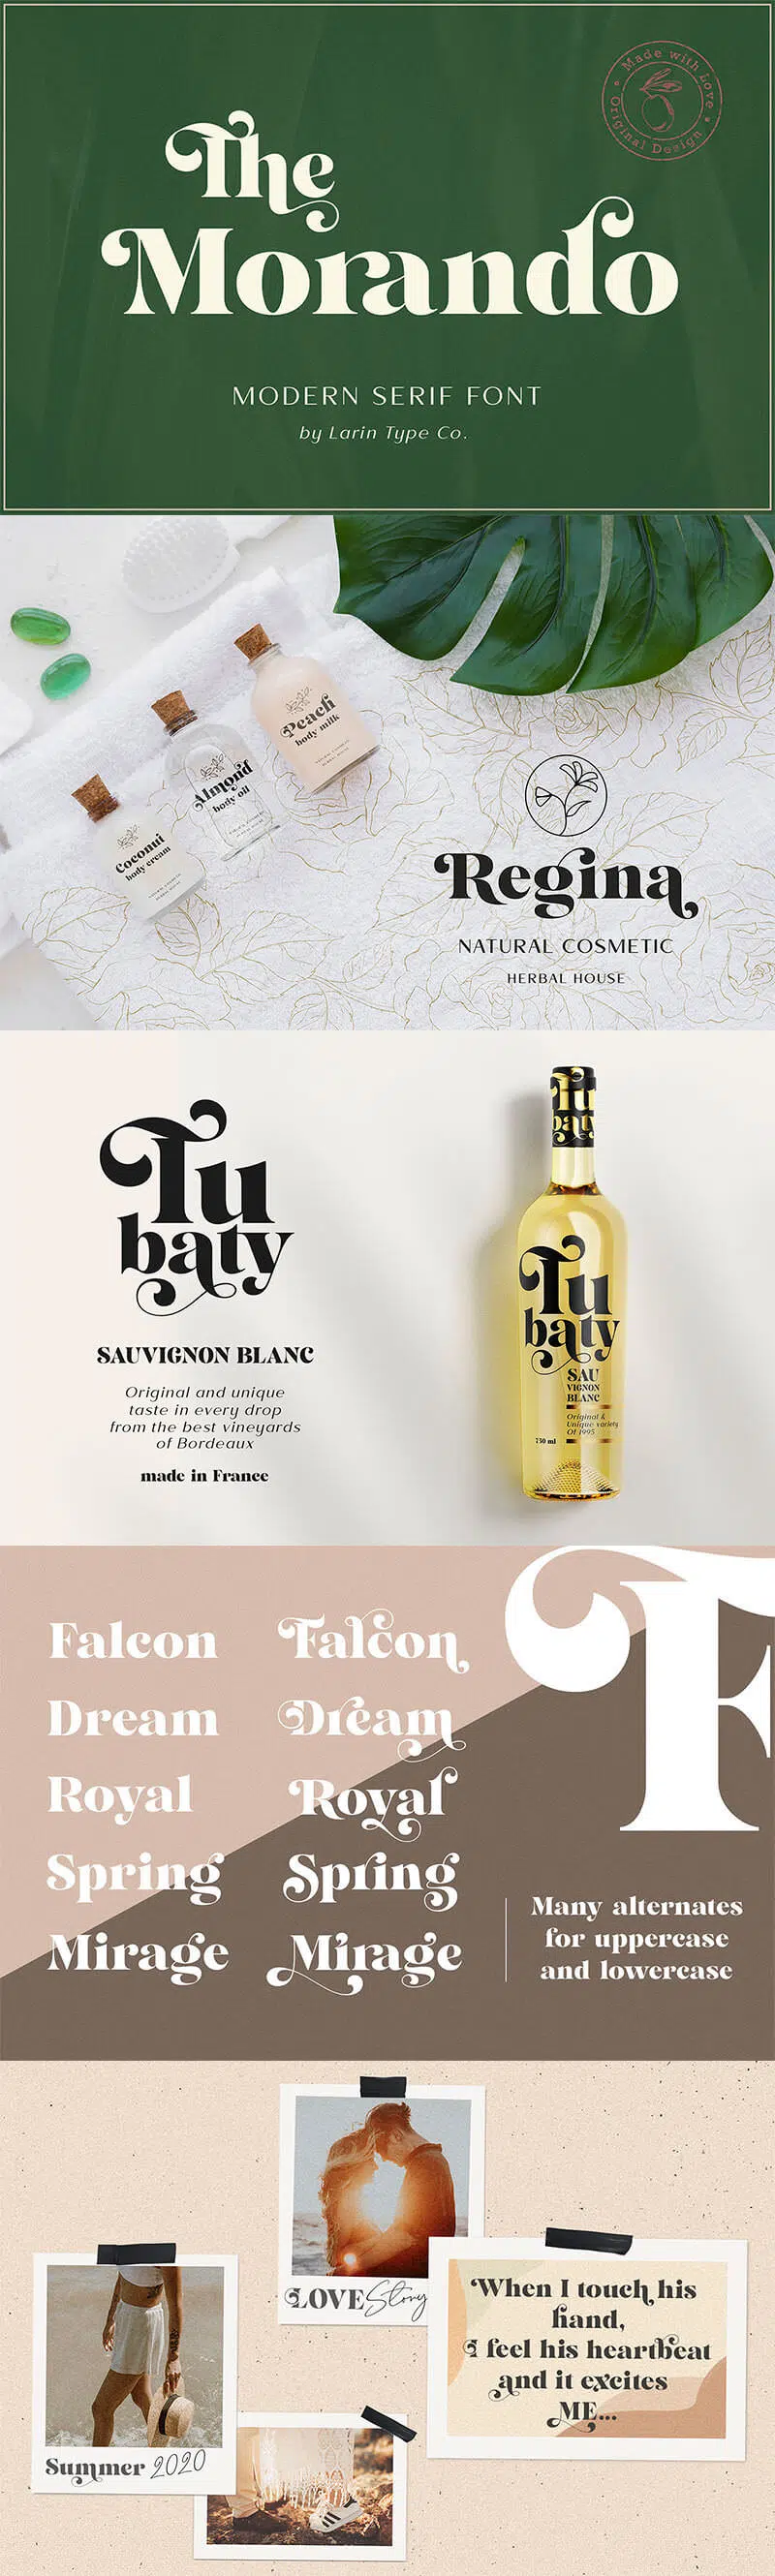 Made with Love
Original Design
The
Morando
MODERN SERIF FONT
by Larin Type Co.
Peach
body milk
Almond
body oil
Coconut
body cream
Regina
NATURAL COSMETIC
HERBAL HOUSE
Tu
baty
SAUVIGNON BLANC
Original and unique
taste in every drop
from the best vineyards
of Bordeaux
made in France
Tu
baty
Tu
baty
SAU
VIGNON
BLANC
Original &
Unique variety
Of 1995
750 ml
Falcon
Falcon
Dream
Dream
Royal
Royal
Spring
Spring
Mirage
Mirage
F
Many alternates
for uppercase
and lowercase
LOVE Story
When I touch his
hand,
I feel his heartbeat
and it excites
ME...
Summer 2020